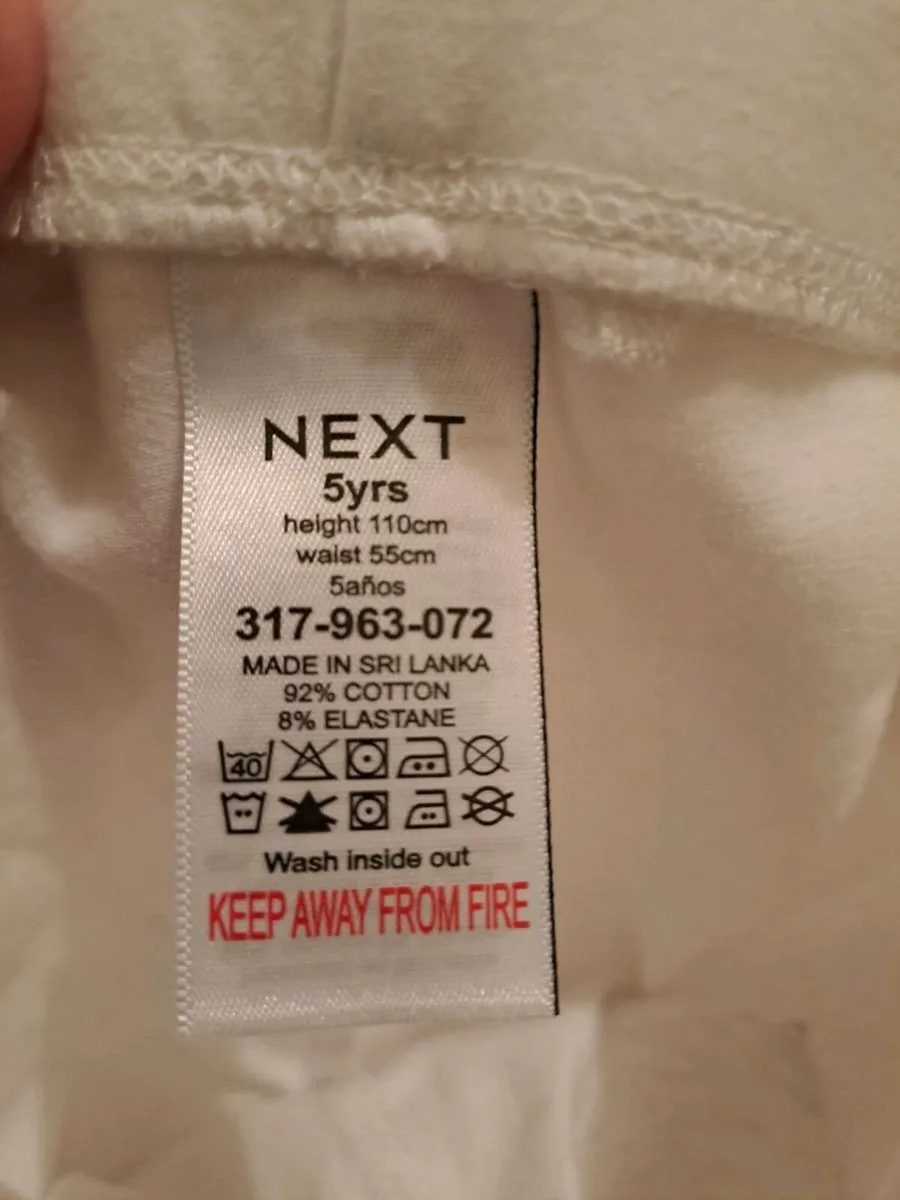 NEXT
5yrs
height 110cm
waist 55cm
5años
317-963-072
MADE IN SRI LANKA
92% COTTON
8% ELASTANE
40
Wash inside out
KEEP AWAY FROM FIRE